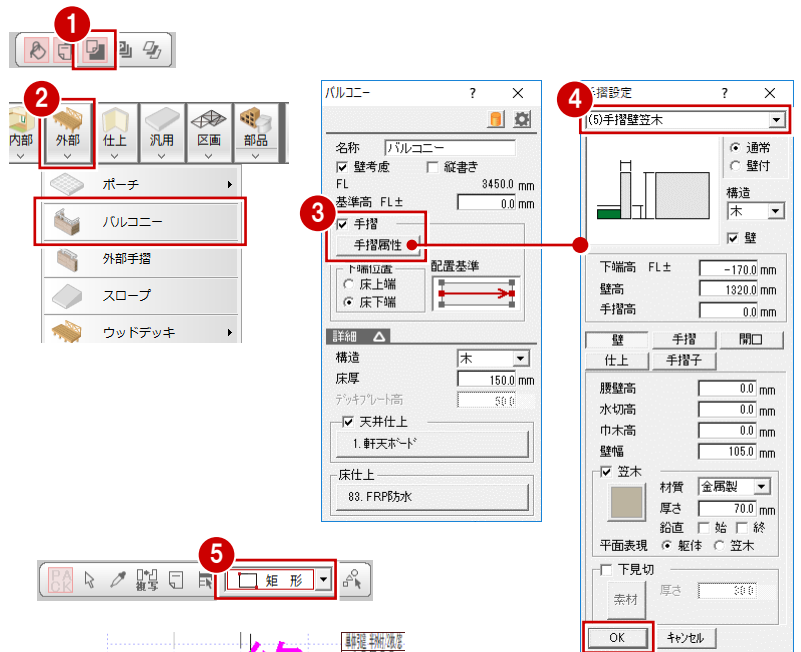 1
2
内部
外部
仕上
汎用
区画
部品
ポーチ
バルコニー
外部手摺
スロープ
ウッドデッキ
バルコニー
?
×
名称
バルコニー
壁考慮
縦書き
FL
3450.0 mm
基準高 FL±
0.0 mm
3
手摺
手摺属性
下端位置
床上端
床下端
配置基準
詳細
構造
木
床厚
150.0 mm
デッキプレート高
50.0
天井仕上
1. 軒天ボード
床仕上
83. FRP防水
4
手摺設定
?
×
(5)手摺壁笠木
通常
壁付
構造
木
壁
下端高 FL±
-170.0 mm
壁高
1320.0 mm
手摺高
0.0 mm
壁
手摺
開口
仕上
手摺子
腰壁高
0.0 mm
水切高
0.0 mm
巾木高
0.0 mm
壁幅
105.0 mm
笠木
材質
金属製
厚さ
70.0 mm
鉛直
始
終
平面表現
躯体
笠木
下見切
素材
厚さ
30.0
OK
キャンセル
5
PA
CK
複写
矩 形